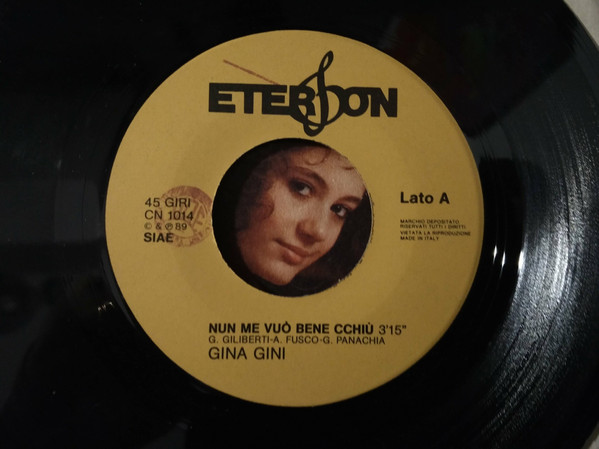 ETERSON
45 GIRI
CN 1014
© & ℗ 89
SIAE
Lato A
MARCHIO DEPOSITATO
RISERVATI TUTTI I DIRITTI
VIETATA LA RIPRODUZIONE
MADE IN ITALY
NUN ME VUÒ BENE CCHIÙ 3'15"
G. GILIBERTI-A. FUSCO-G. PANACHIA
GINA GINI